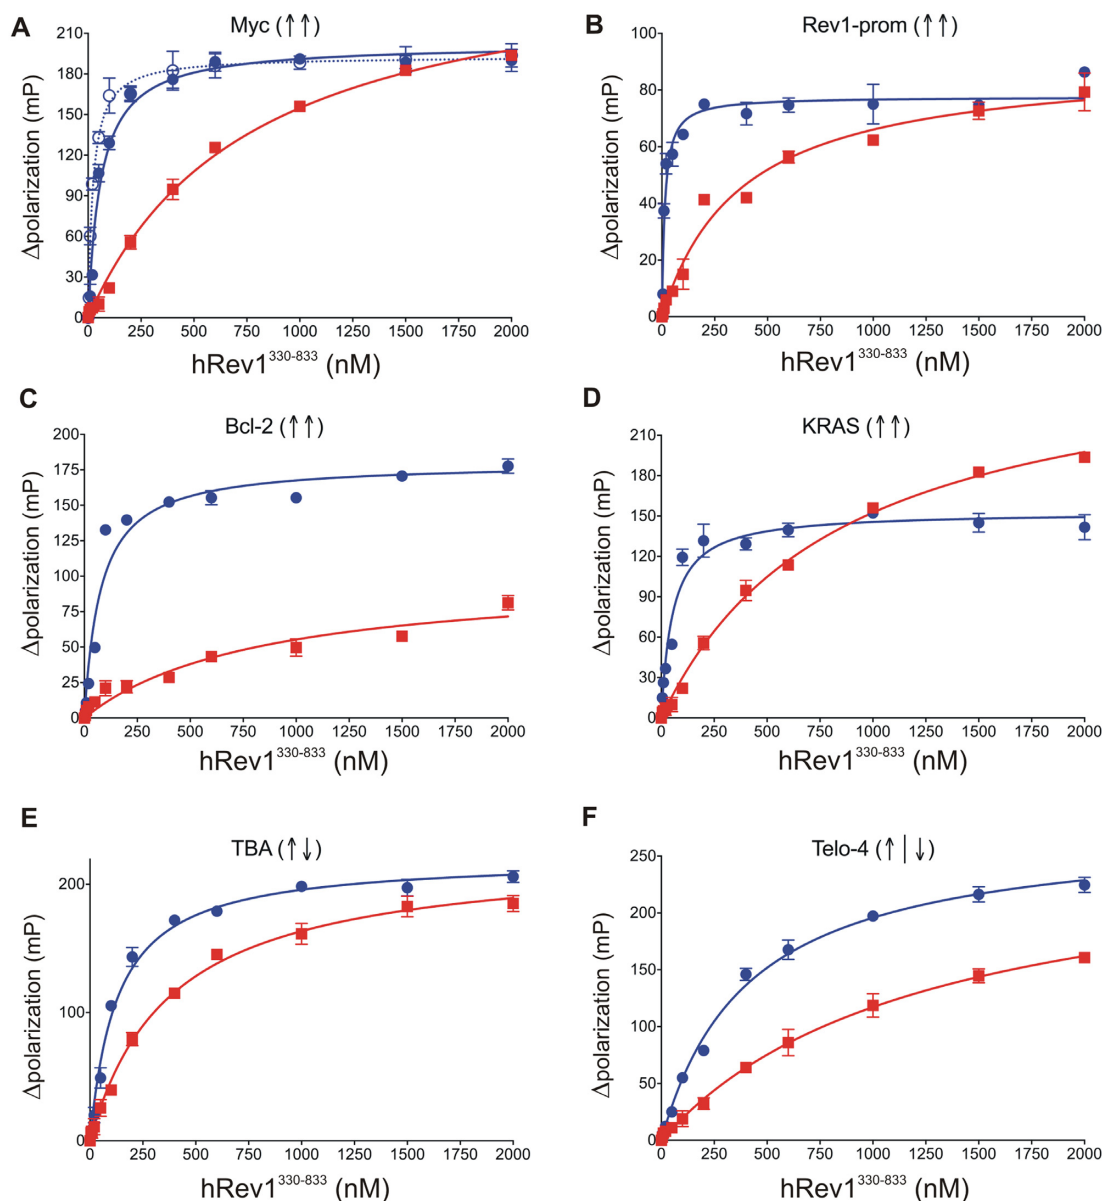 A
Myc (↑↑)
Δpolarization (mP)
210
180
150
120
90
60
30
0
0 250 500 750 1000 1250 1500 1750 2000
hRev1³³⁰⁻⁸³³ (nM)
B
Rev1-prom (↑↑)
Δpolarization (mP)
100
80
60
40
20
0
0 250 500 750 1000 1250 1500 1750 2000
hRev1³³⁰⁻⁸³³ (nM)
C
Bcl-2 (↑↑)
Δpolarization (mP)
200
175
150
125
100
75
50
25
0
0 250 500 750 1000 1250 1500 1750 2000
hRev1³³⁰⁻⁸³³ (nM)
D
KRAS (↑↑)
Δpolarization (mP)
210
180
150
120
90
60
30
0
0 250 500 750 1000 1250 1500 1750 2000
hRev1³³⁰⁻⁸³³ (nM)
E
TBA (↑↓)
Δpolarization (mP)
200
100
0
0 250 500 750 1000 1250 1500 1750 2000
hRev1³³⁰⁻⁸³³ (nM)
F
Telo-4 (↑|↓)
Δpolarization (mP)
250
200
150
100
50
0
0 250 500 750 1000 1250 1500 1750 2000
hRev1³³⁰⁻⁸³³ (nM)